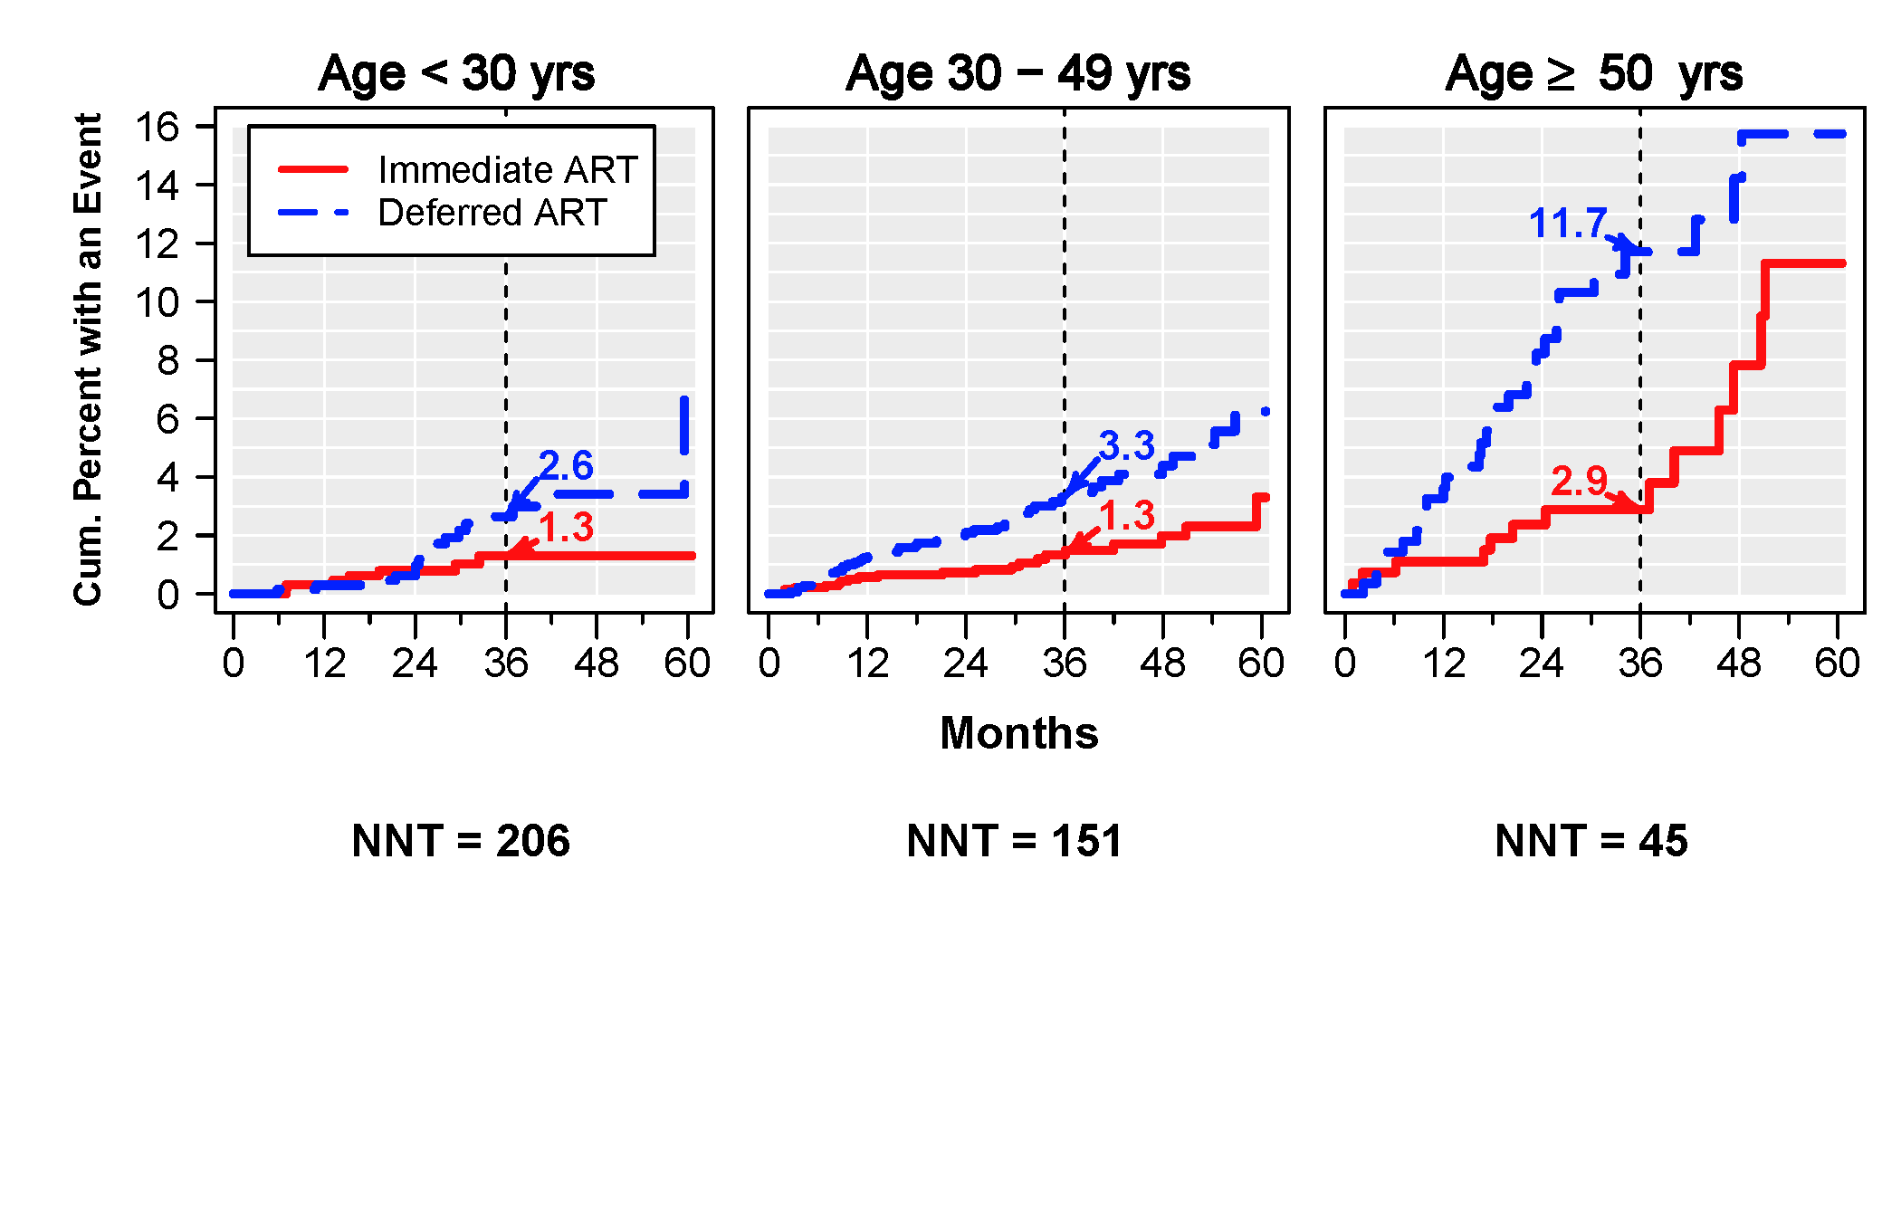 Age < 30 yrs
Age 30 − 49 yrs
Age ≥ 50 yrs
Cum. Percent with an Event
16
14
12
10
8
6
4
2
0
Immediate ART
Deferred ART
2.6
1.3
3.3
1.3
11.7
2.9
0 12 24 36 48 60
0 12 24 36 48 60
0 12 24 36 48 60
Months
NNT = 206
NNT = 151
NNT = 45